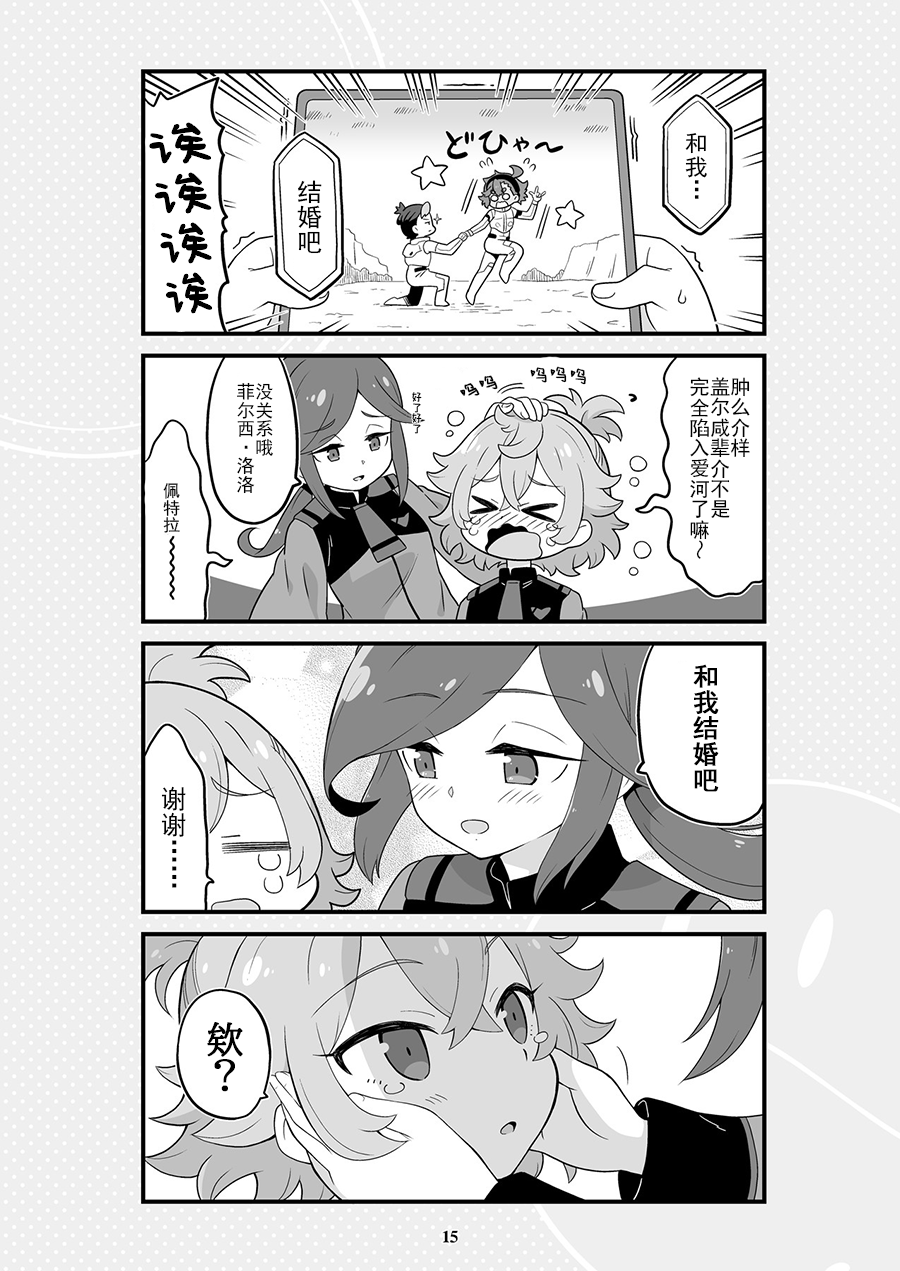 和我…
どひゃ～
结婚吧
诶诶诶诶
肿么介样
盖尔咸辈介不是
完全陷入爱河了嘛～
呜呜
呜呜呜
好了好了
没关系哦
菲尔西·洛洛
佩特拉～～～
和我结婚吧
谢谢……
欸？
15